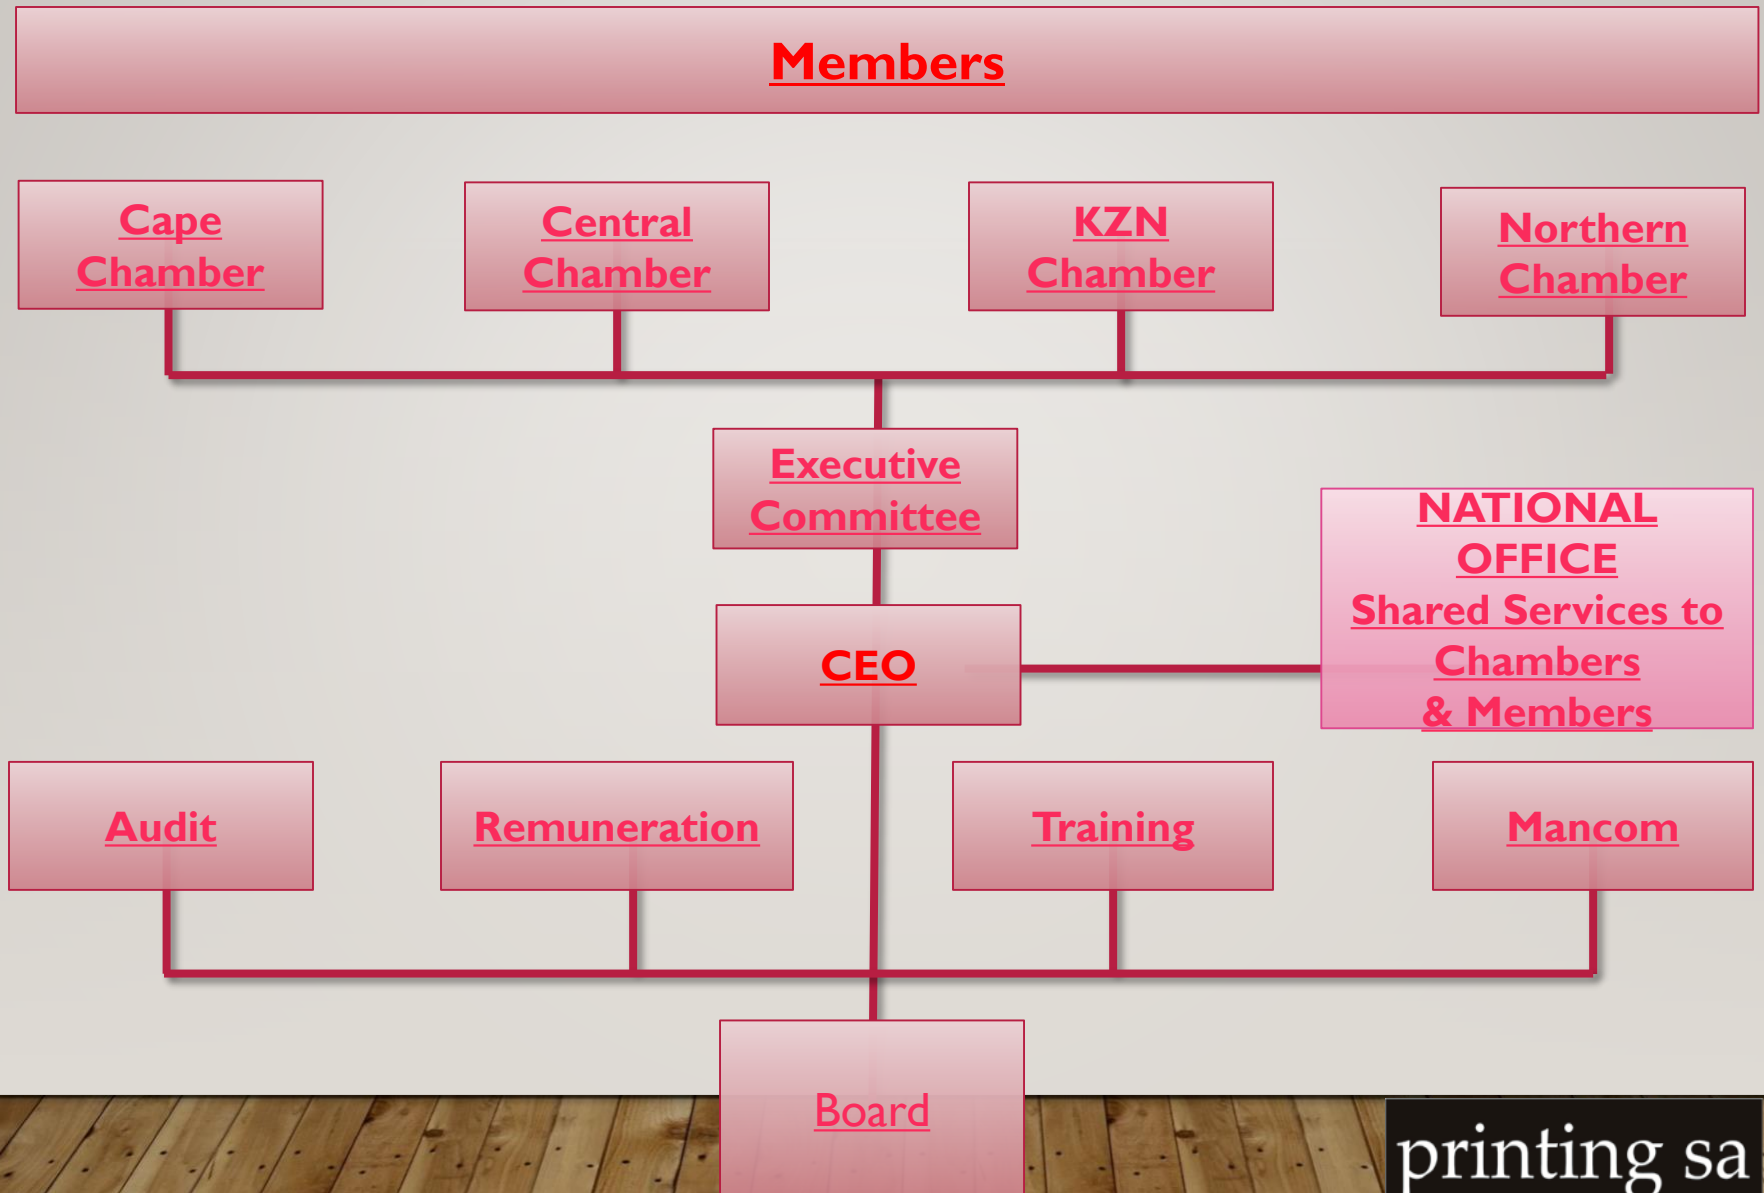 Members
Cape
Chamber
Central
Chamber
KZN
Chamber
Northern
Chamber
Executive
Committee
NATIONAL
OFFICE
Shared Services to
Chambers
& Members
CEO
Audit
Remuneration
Training
Mancom
Board
printing sa